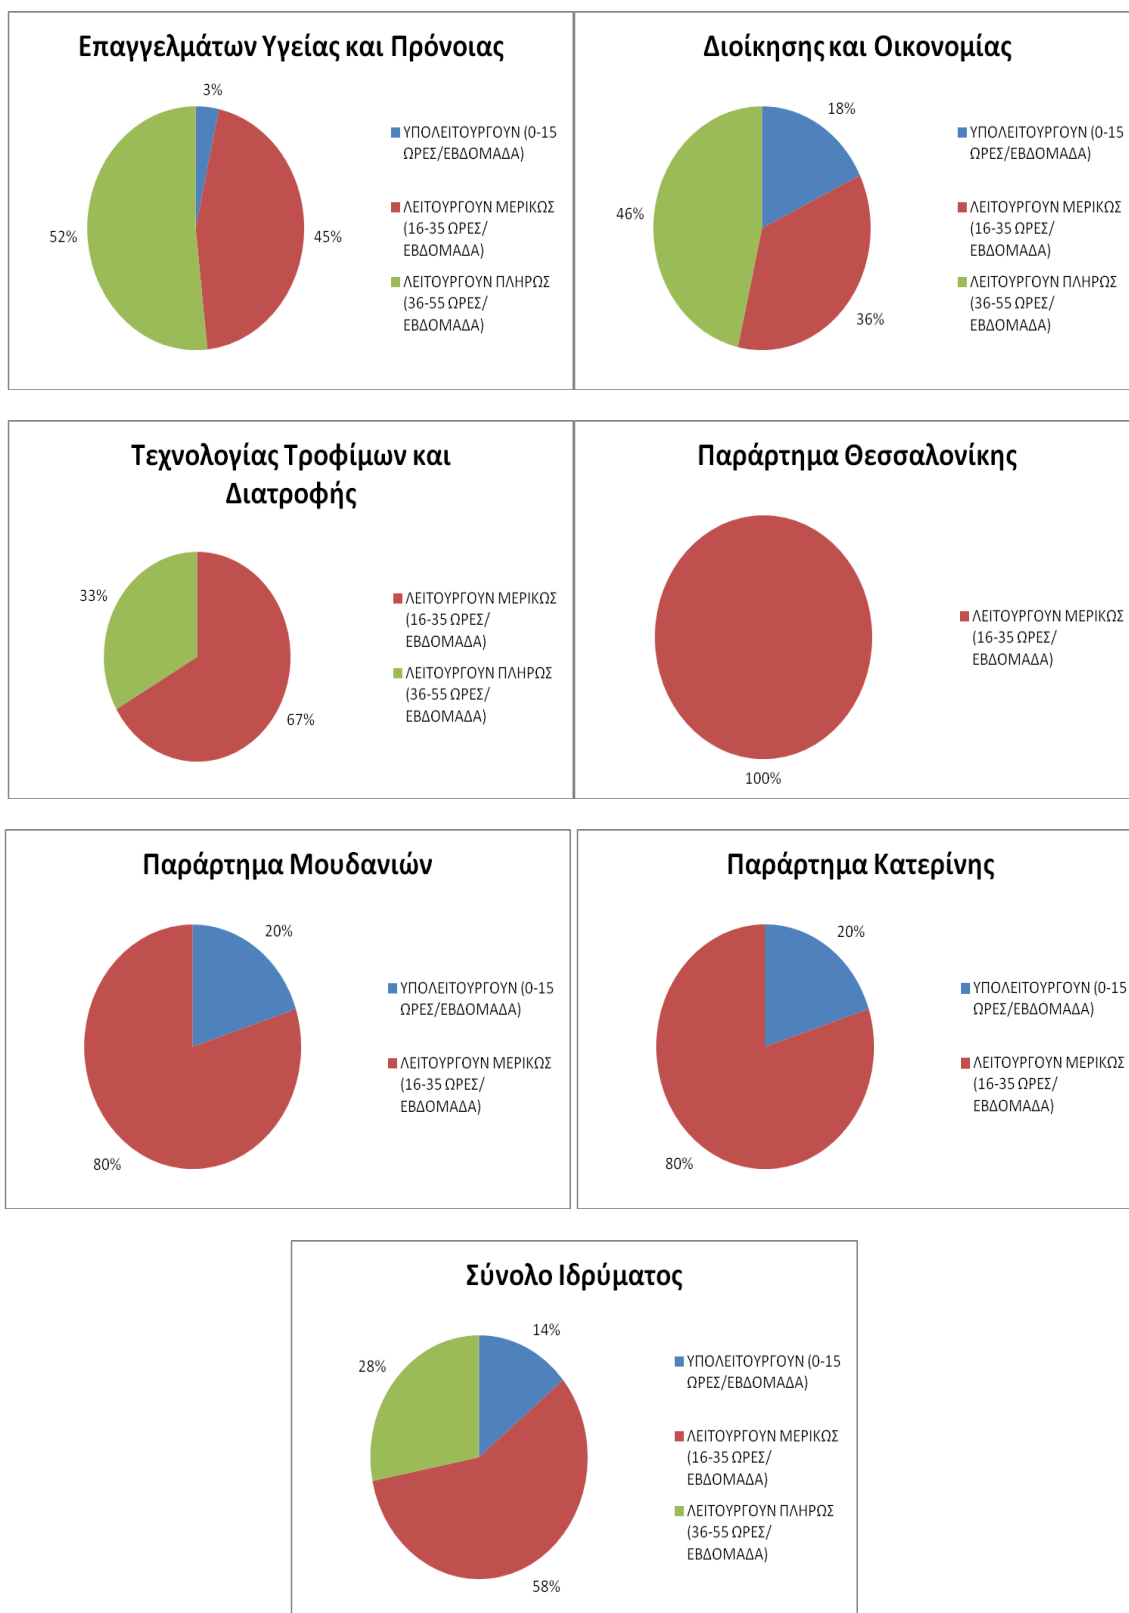 Επαγγελμάτων Υγείας και Πρόνοιας
3%
52%
45%
ΥΠΟΛΕΙΤΟΥΡΓΟΥΝ (0-15
ΩΡΕΣ/ΕΒΔΟΜΑΔΑ)
ΛΕΙΤΟΥΡΓΟΥΝ ΜΕΡΙΚΩΣ
(16-35 ΩΡΕΣ/
ΕΒΔΟΜΑΔΑ)
ΛΕΙΤΟΥΡΓΟΥΝ ΠΛΗΡΩΣ
(36-55 ΩΡΕΣ/
ΕΒΔΟΜΑΔΑ)
Διοίκησης και Οικονομίας
18%
46%
36%
ΥΠΟΛΕΙΤΟΥΡΓΟΥΝ (0-15
ΩΡΕΣ/ΕΒΔΟΜΑΔΑ)
ΛΕΙΤΟΥΡΓΟΥΝ ΜΕΡΙΚΩΣ
(16-35 ΩΡΕΣ/
ΕΒΔΟΜΑΔΑ)
ΛΕΙΤΟΥΡΓΟΥΝ ΠΛΗΡΩΣ
(36-55 ΩΡΕΣ/
ΕΒΔΟΜΑΔΑ)
Τεχνολογίας Τροφίμων και
Διατροφής
33%
67%
ΛΕΙΤΟΥΡΓΟΥΝ ΜΕΡΙΚΩΣ
(16-35 ΩΡΕΣ/
ΕΒΔΟΜΑΔΑ)
ΛΕΙΤΟΥΡΓΟΥΝ ΠΛΗΡΩΣ
(36-55 ΩΡΕΣ/
ΕΒΔΟΜΑΔΑ)
Παράρτημα Θεσσαλονίκης
100%
ΛΕΙΤΟΥΡΓΟΥΝ ΜΕΡΙΚΩΣ
(16-35 ΩΡΕΣ/
ΕΒΔΟΜΑΔΑ)
Παράρτημα Μουδανιών
20%
80%
ΥΠΟΛΕΙΤΟΥΡΓΟΥΝ (0-15
ΩΡΕΣ/ΕΒΔΟΜΑΔΑ)
ΛΕΙΤΟΥΡΓΟΥΝ ΜΕΡΙΚΩΣ
(16-35 ΩΡΕΣ/
ΕΒΔΟΜΑΔΑ)
Παράρτημα Κατερίνης
20%
80%
ΥΠΟΛΕΙΤΟΥΡΓΟΥΝ (0-15
ΩΡΕΣ/ΕΒΔΟΜΑΔΑ)
ΛΕΙΤΟΥΡΓΟΥΝ ΜΕΡΙΚΩΣ
(16-35 ΩΡΕΣ/
ΕΒΔΟΜΑΔΑ)
Σύνολο Ιδρύματος
14%
28%
58%
ΥΠΟΛΕΙΤΟΥΡΓΟΥΝ (0-15
ΩΡΕΣ/ΕΒΔΟΜΑΔΑ)
ΛΕΙΤΟΥΡΓΟΥΝ ΜΕΡΙΚΩΣ
(16-35 ΩΡΕΣ/
ΕΒΔΟΜΑΔΑ)
ΛΕΙΤΟΥΡΓΟΥΝ ΠΛΗΡΩΣ
(36-55 ΩΡΕΣ/
ΕΒΔΟΜΑΔΑ)